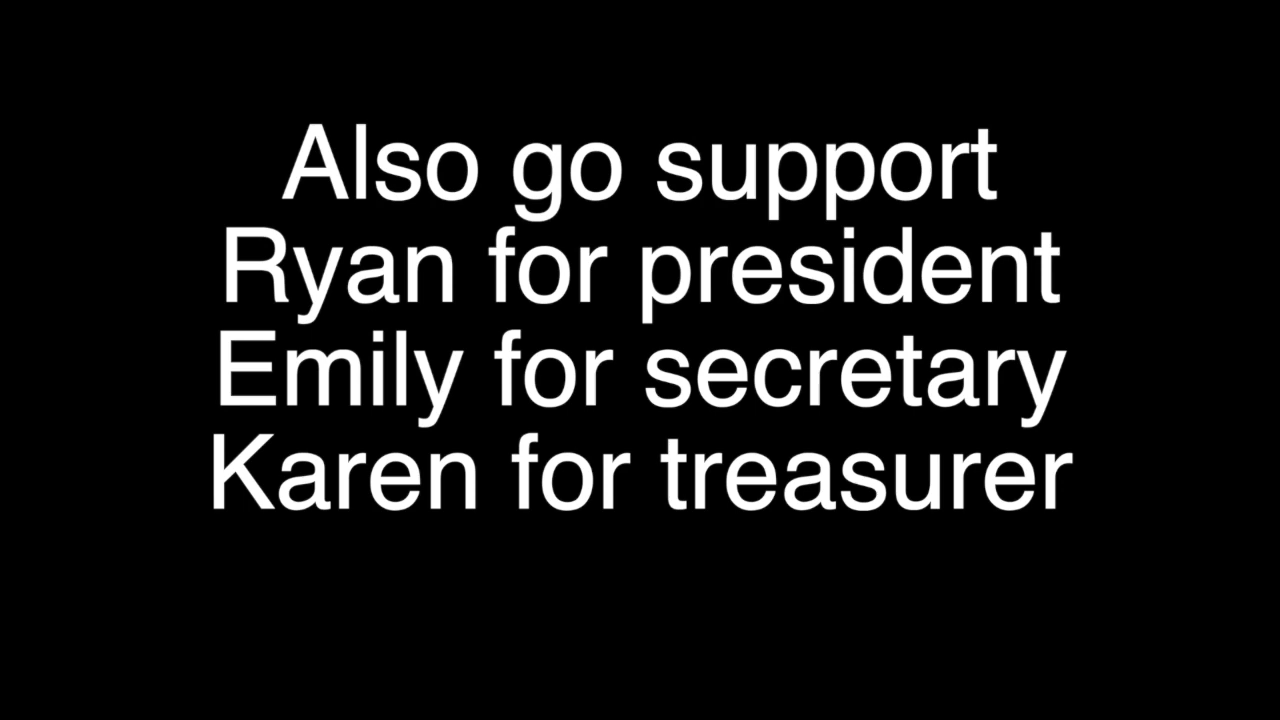 Also go support
Ryan for president
Emily for secretary
Karen for treasurer